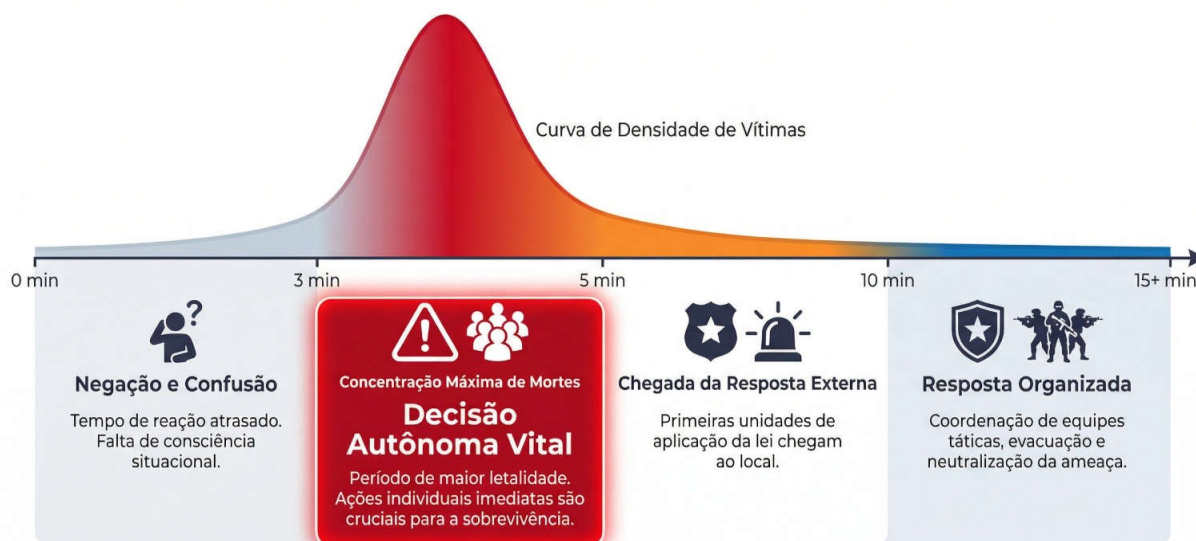 Curva de Densidade de Vítimas
0 min
3 min
5 min
10 min
15+ min
?
Negação e Confusão
Tempo de reação atrasado.
Falta de consciência
situacional.
Concentração Máxima de Mortes
Decisão
Autônoma Vital
Período de maior letalidade.
Ações individuais imediatas são
cruciais para a sobrevivência.
Chegada da Resposta Externa
Primeiras unidades de
aplicação da lei chegam
ao local.
Resposta Organizada
Coordenação de equipes
táticas, evacuação e
neutralização da ameaça.